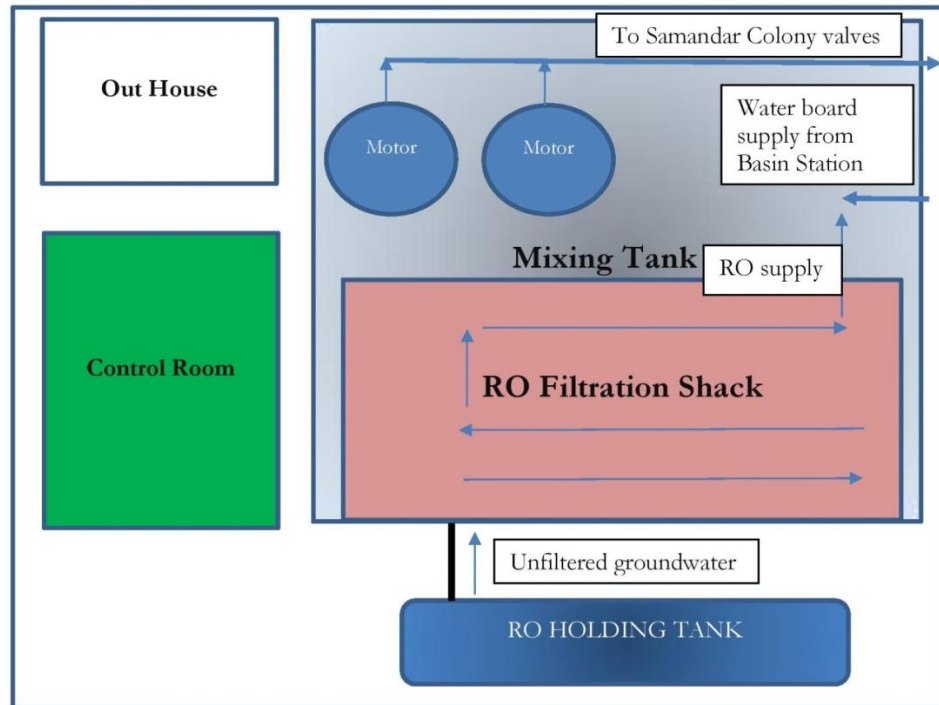 To Samandar Colony valves
Out House
Water board
supply from
Basin Station
Motor
Motor
Mixing Tank
RO supply
Control Room
RO Filtration Shack
Unfiltered groundwater
RO HOLDING TANK